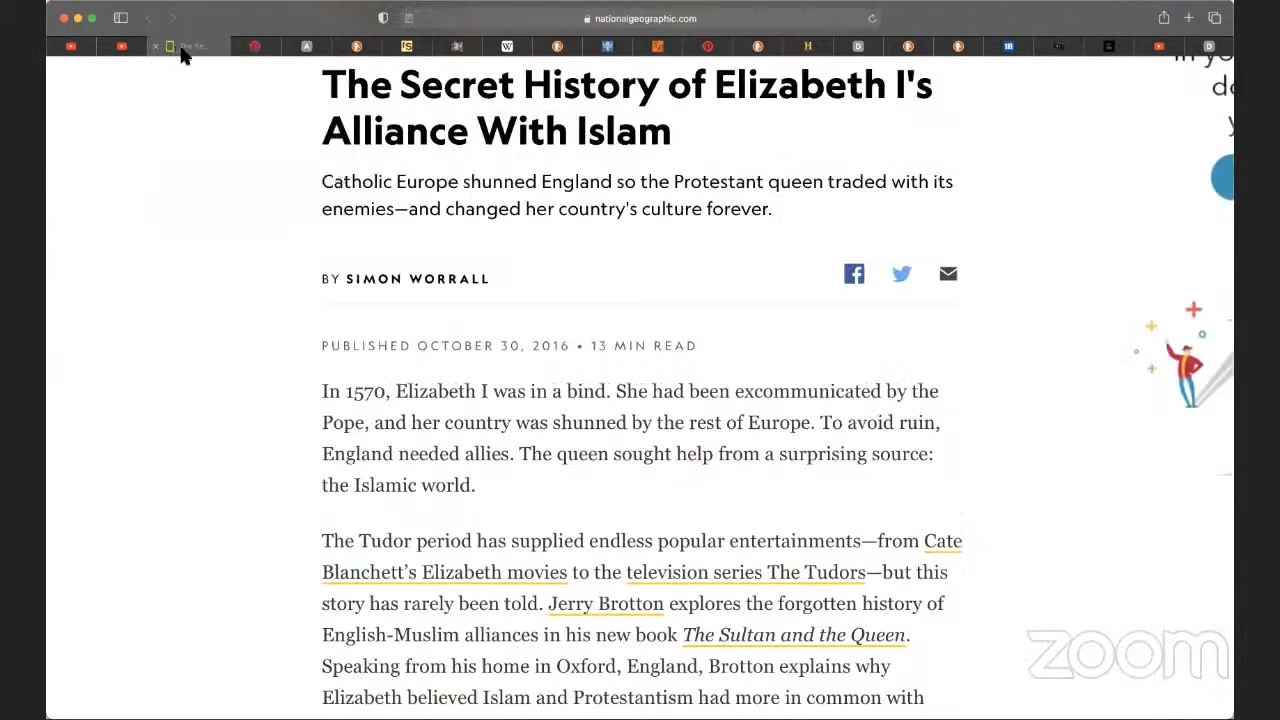 nationalgeographic.com
The Secret History of Elizabeth I's
Alliance With Islam
Catholic Europe shunned England so the Protestant queen traded with its
enemies—and changed her country's culture forever.
BY SIMON WORRALL
PUBLISHED OCTOBER 30, 2016 • 13 MIN READ
In 1570, Elizabeth I was in a bind. She had been excommunicated by the
Pope, and her country was shunned by the rest of Europe. To avoid ruin,
England needed allies. The queen sought help from a surprising source:
the Islamic world.
The Tudor period has supplied endless popular entertainments—from Cate
Blanchett’s Elizabeth movies to the television series The Tudors—but this
story has rarely been told. Jerry Brotton explores the forgotten history of
English-Muslim alliances in his new book The Sultan and the Queen.
Speaking from his home in Oxford, England, Brotton explains why
Elizabeth believed Islam and Protestantism had more in common with
zoom